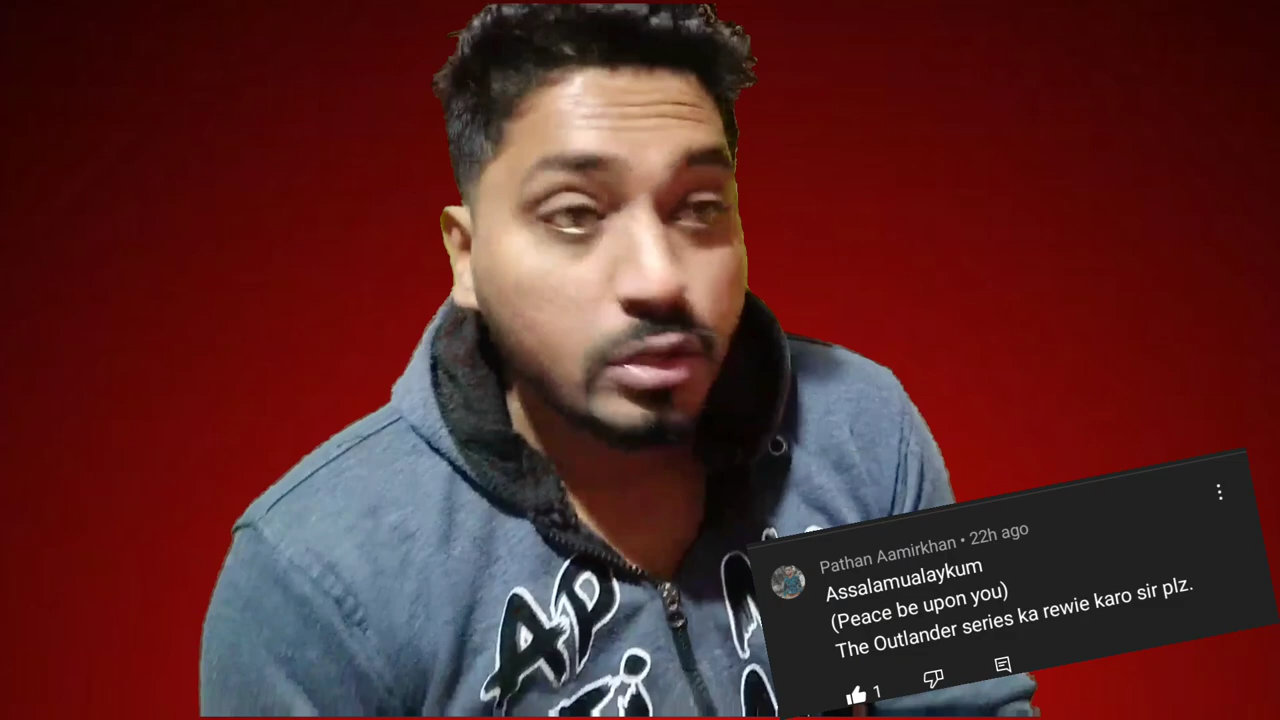 Pathan Aamirkhan • 22h ago
Assalamualaykum
(Peace be upon you)
The Outlander series ka rewie karo sir plz.
1